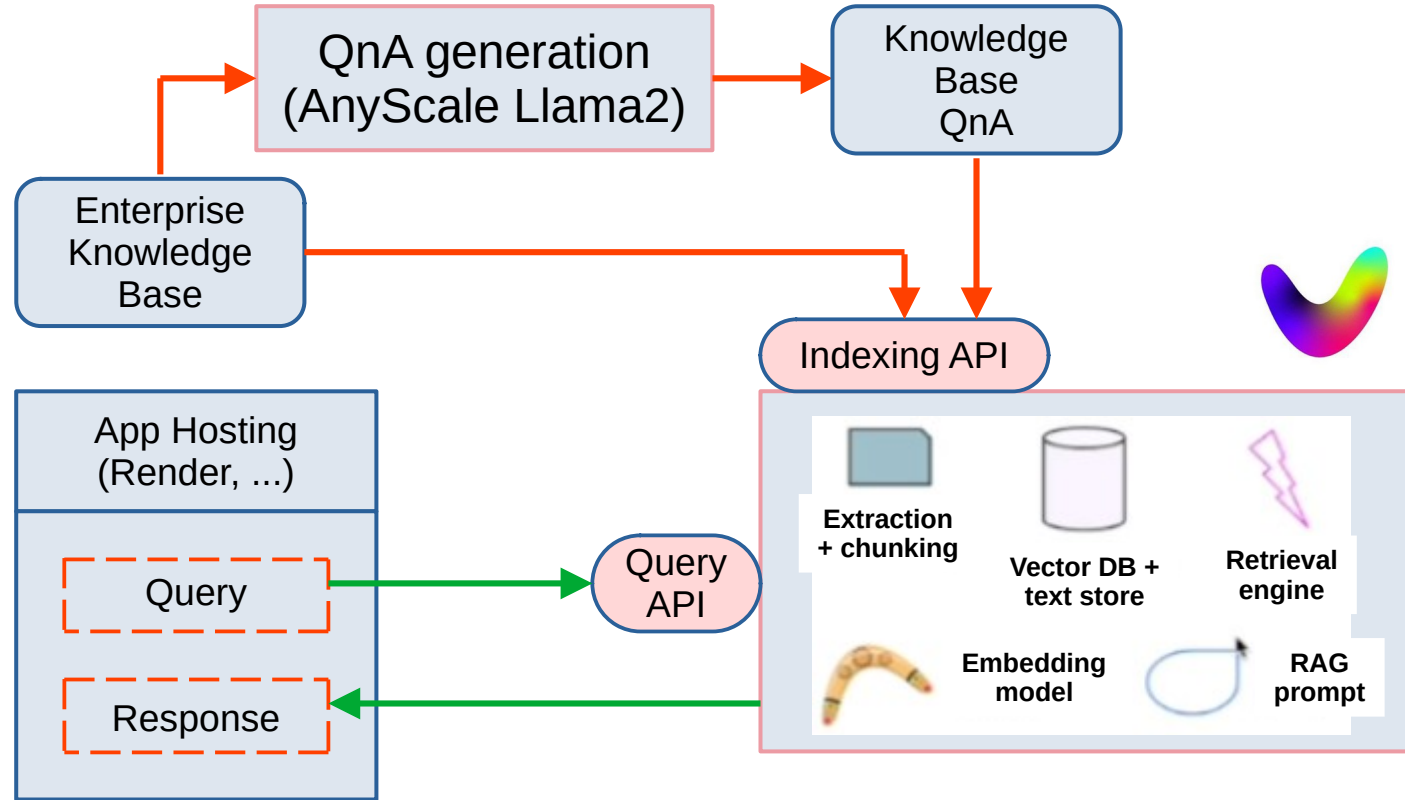 QnA generation
(AnyScale Llama2)
Knowledge
Base
QnA
Enterprise
Knowledge
Base
Indexing API
App Hosting
(Render, ...)
Query
Response
Query
API
Extraction
+ chunking
Vector DB +
text store
Retrieval
engine
Embedding
model
RAG
prompt